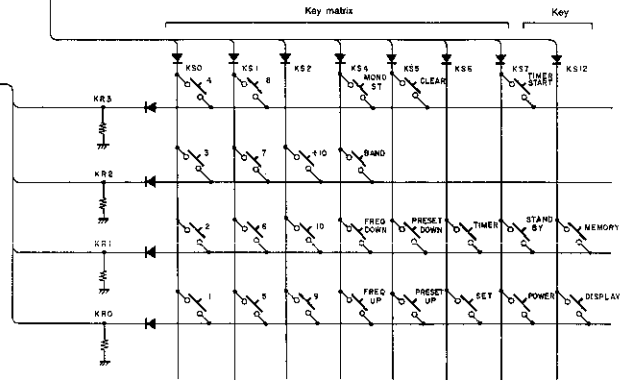 Key matrix
Key
KS0
KS1
KS2
KS4
KS5
KS6
KS7
KS12
4
8
MONO
ST
CLEAR
TIMER
START
KR3
3
7
+10
BAND
KR2
2
6
10
FREQ
DOWN
PRESET
DOWN
TIMER
STAND
BY
MEMORY
KR1
1
5
9
FREQ
UP
PRESET
UP
SET
POWER
DISPLAY
KR0